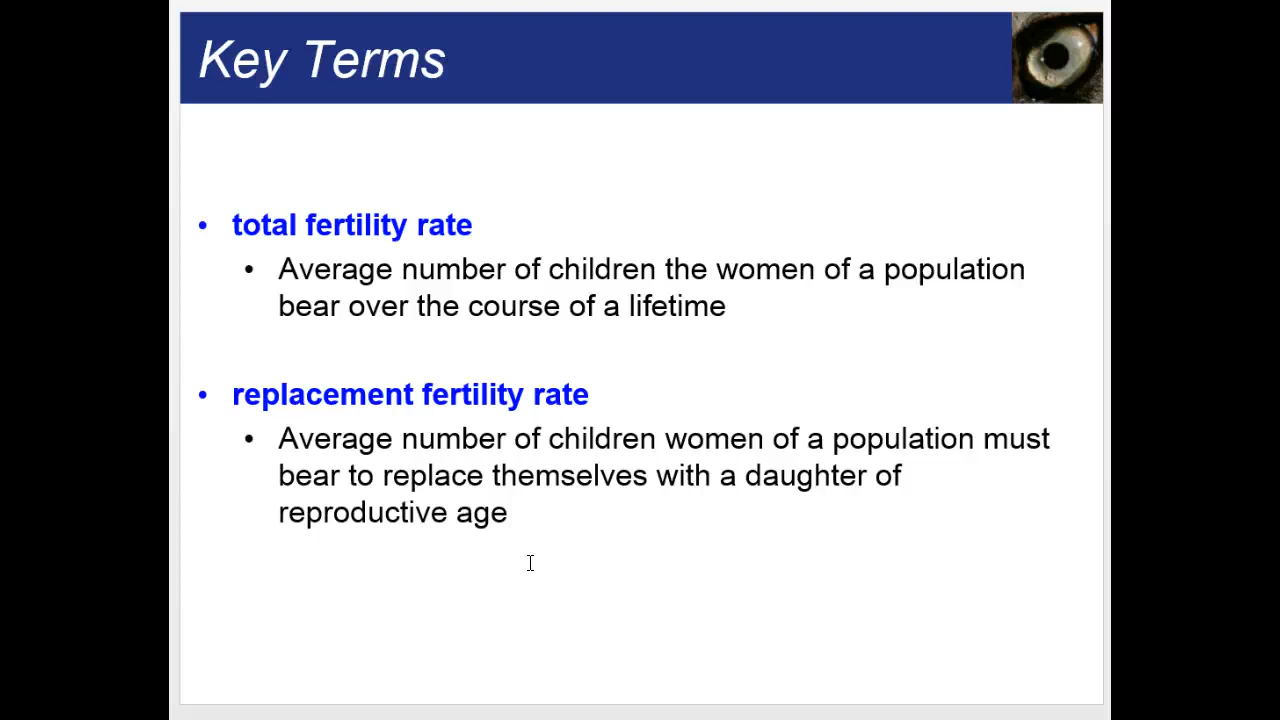 Key Terms
• total fertility rate
• Average number of children the women of a population
bear over the course of a lifetime
• replacement fertility rate
• Average number of children women of a population must
bear to replace themselves with a daughter of
reproductive age